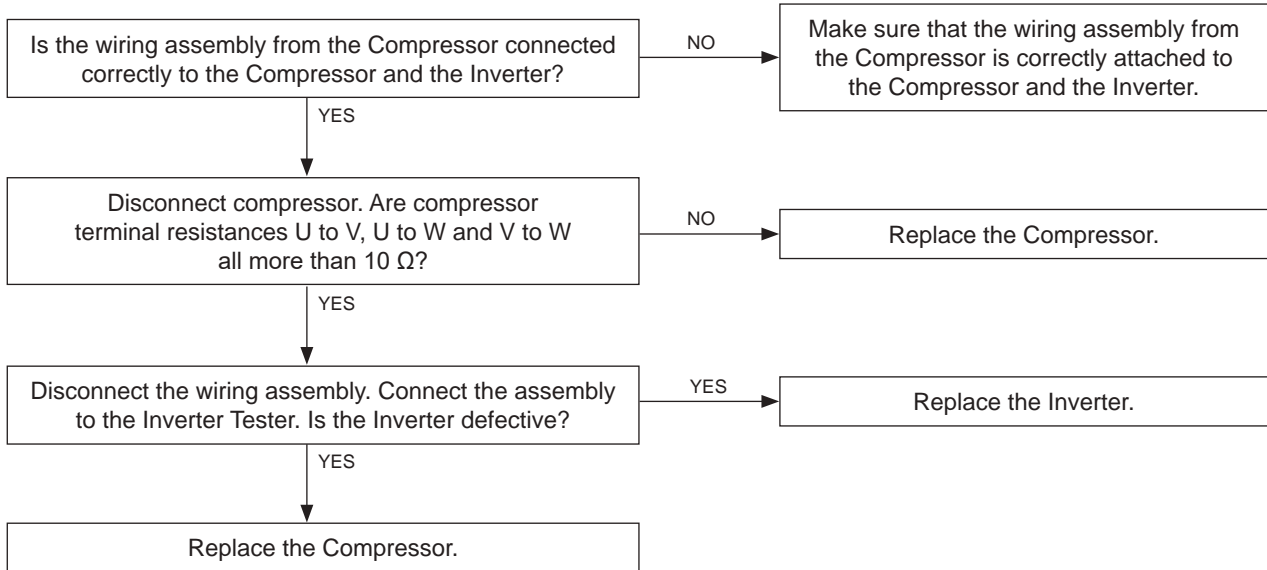 Is the wiring assembly from the Compressor connected
correctly to the Compressor and the Inverter?
NO
Make sure that the wiring assembly from
the Compressor is correctly attached to
the Compressor and the Inverter.
YES
Disconnect compressor. Are compressor
terminal resistances U to V, U to W and V to W
all more than 10 Ω?
NO
Replace the Compressor.
YES
Disconnect the wiring assembly. Connect the assembly
to the Inverter Tester. Is the Inverter defective?
YES
Replace the Inverter.
YES
Replace the Compressor.